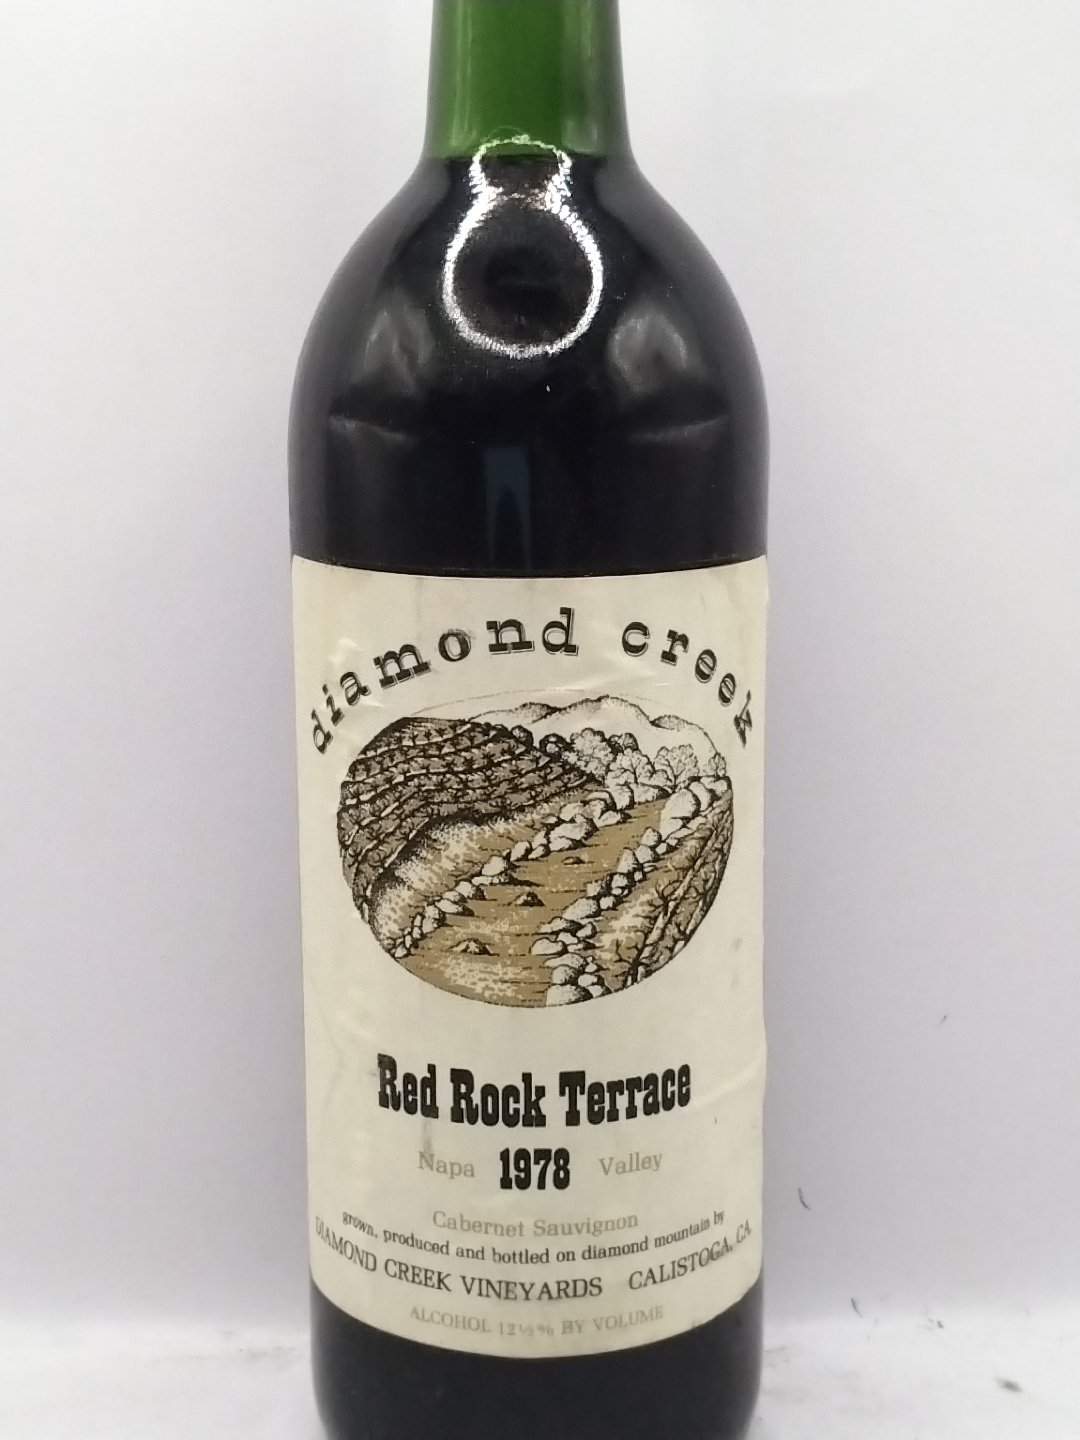 diamond creek
Red Rock Terrace
Napa 1978 Valley
Cabernet Sauvignon
grown, produced and bottled on diamond mountain by
DIAMOND CREEK VINEYARDS CALISTOGA, CA.
ALCOHOL 12½% BY VOLUME